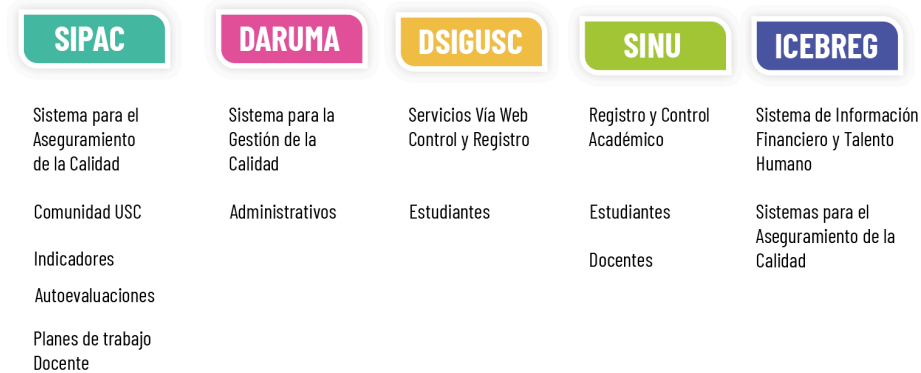 SIPAC
Sistema para el
Aseguramiento
de la Calidad
Comunidad USC
Indicadores
Autoevaluaciones
Planes de trabajo
Docente
DARUMA
Sistema para la
Gestión de la
Calidad
Administrativos
DSIGUSC
Servicios Vía Web
Control y Registro
Estudiantes
SINU
Registro y Control
Académico
Estudiantes
Docentes
ICEBREG
Sistema de Información
Financiero y Talento
Humano
Sistemas para el
Aseguramiento de la
Calidad